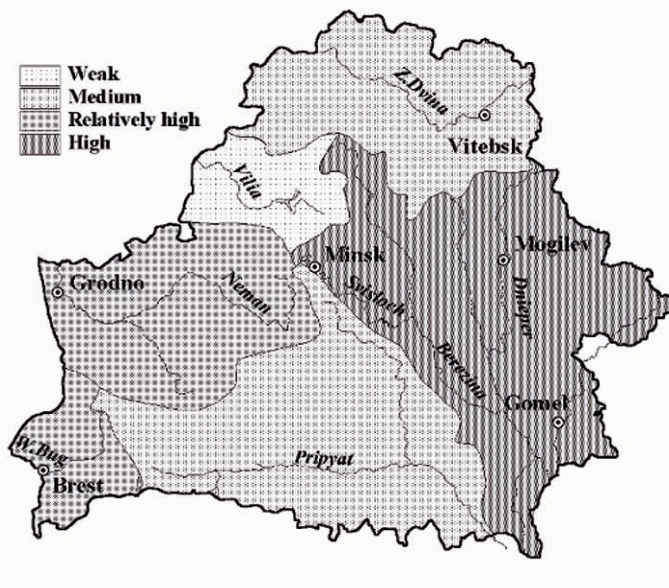 Weak
Medium
Relatively high
High
Z.Dvina
Vitebsk
Vilia
Minsk
Mogilev
Grodno
Neman
Svisloch
Dnieper
Berezina
Gomel
W.Bug
Brest
Pripyat